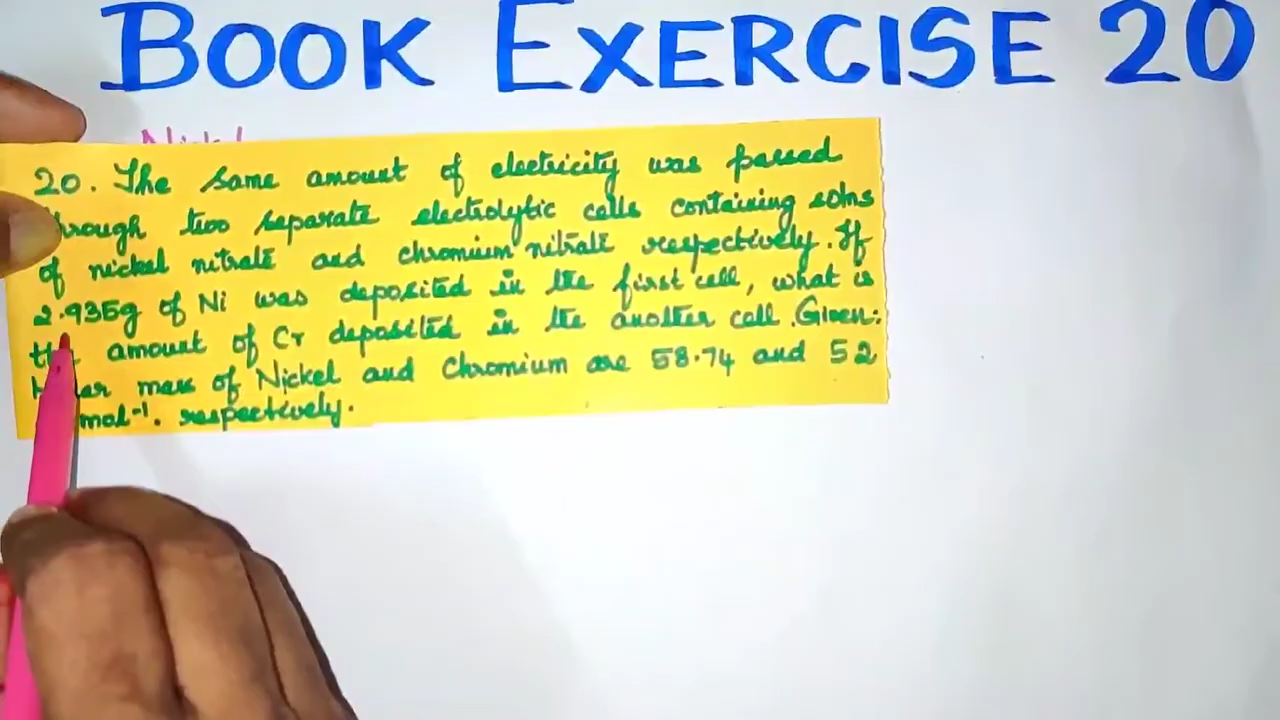 BOOK EXERCISE 20
Nickel
20. The same amount of electricity was passed
through two separate electrolytic cells containing solns
of nickel nitrate and chromium nitrate respectively. If
2.935g of Ni was deposited in the first cell, what is
the amount of Cr deposited in the another cell. Given:
mass of Nickel and Chromium are 58.74 and 52
mol⁻¹. respectively.